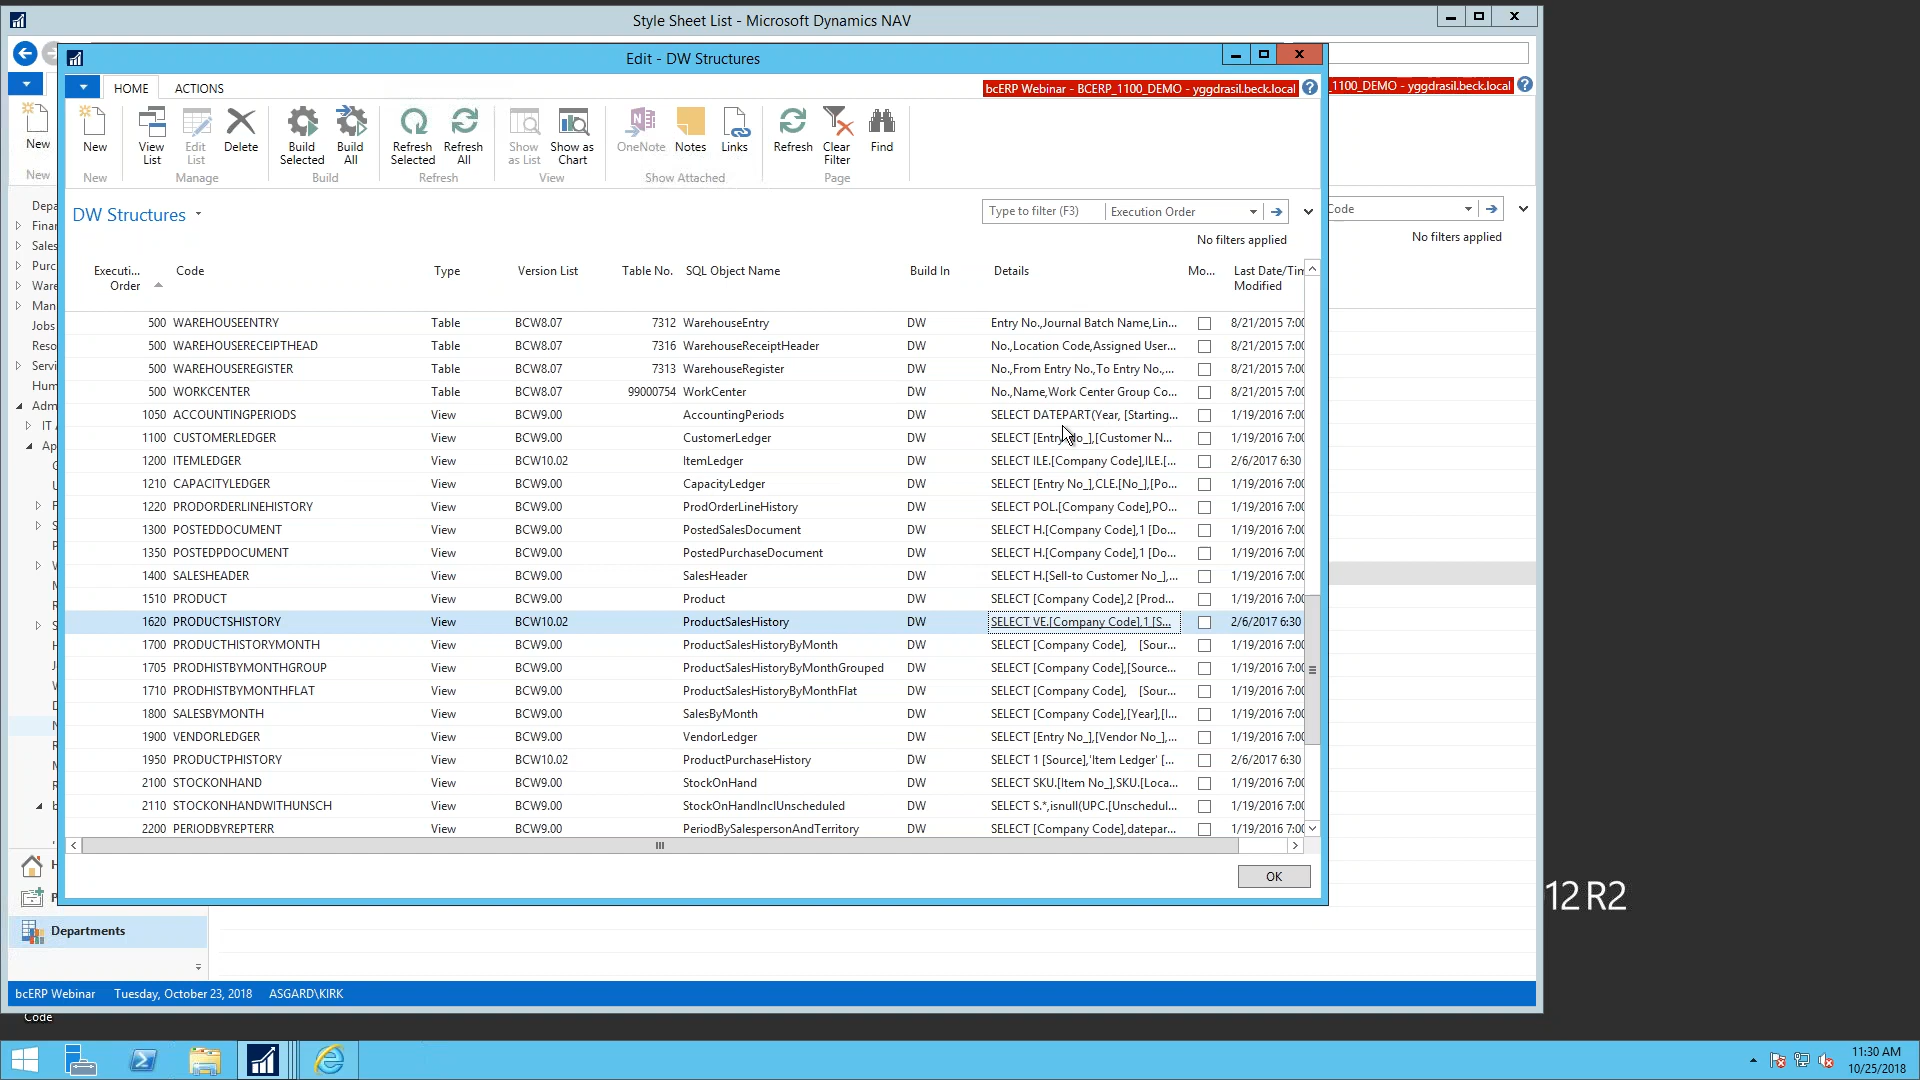 Style Sheet List - Microsoft Dynamics NAV
Edit - DW Structures
HOME
ACTIONS
bcERP Webinar - BCERP_1100_DEMO - yggdrasil.beck.local
_1100_DEMO - yggdrasil.beck.local
New
New
View List
Edit List
Delete
Build Selected
Build All
Refresh Selected
Refresh All
Show as List
Show as Chart
OneNote
Notes
Links
Refresh
Clear Filter
Find
New
New
Manage
Build
Refresh
View
Show Attached
Page
DW Structures
Type to filter (F3)
Execution Order
Code
No filters applied
No filters applied
Executi... Order
Code
Type
Version List
Table No.
SQL Object Name
Build In
Details
Mo...
Last Date/Tim
Modified
500 WAREHOUSEENTRY Table BCW8.07 7312 WarehouseEntry DW Entry No.,Journal Batch Name,Lin... 8/21/2015 7:00
500 WAREHOUSERECEIPTHEAD Table BCW8.07 7316 WarehouseReceiptHeader DW No.,Location Code,Assigned User... 8/21/2015 7:00
500 WAREHOUSEREGISTER Table BCW8.07 7313 WarehouseRegister DW No.,From Entry No.,To Entry No.,... 8/21/2015 7:00
500 WORKCENTER Table BCW8.07 99000754 WorkCenter DW No.,Name,Work Center Group Co... 8/21/2015 7:00
1050 ACCOUNTINGPERIODS View BCW9.00 AccountingPeriods DW SELECT DATEPART(Year, [Starting... 1/19/2016 7:00
1100 CUSTOMERLEDGER View BCW9.00 CustomerLedger DW SELECT [Entry No_],[Customer N... 1/19/2016 7:00
1200 ITEMLEDGER View BCW10.02 ItemLedger DW SELECT ILE.[Company Code],ILE.[... 2/6/2017 6:30
1210 CAPACITYLEDGER View BCW9.00 CapacityLedger DW SELECT [Entry No_],CLE.[No_],[Po... 1/19/2016 7:00
1220 PRODORDERLINEHISTORY View BCW9.00 ProdOrderLineHistory DW SELECT POL.[Company Code],PO... 1/19/2016 7:00
1300 POSTEDDOCUMENT View BCW9.00 PostedSalesDocument DW SELECT H.[Company Code],1 [Do... 1/19/2016 7:00
1350 POSTEDPDOCUMENT View BCW9.00 PostedPurchaseDocument DW SELECT H.[Company Code],1 [Do... 1/19/2016 7:00
1400 SALESHEADER View BCW9.00 SalesHeader DW SELECT H.[Sell-to Customer No_],... 1/19/2016 7:00
1510 PRODUCT View BCW9.00 Product DW SELECT [Company Code],2 [Prod... 1/19/2016 7:00
1620 PRODUCTSHISTORY View BCW10.02 ProductSalesHistory DW SELECT VE.[Company Code],1 [S... 2/6/2017 6:30
1700 PRODUCTHISTORYMONTH View BCW9.00 ProductSalesHistoryByMonth DW SELECT [Company Code], [Sour... 1/19/2016 7:00
1705 PRODHISTBYMONTHGROUP View BCW9.00 ProductSalesHistoryByMonthGrouped DW SELECT [Company Code],[Source... 1/19/2016 7:00
1710 PRODHISTBYMONTHFLAT View BCW9.00 ProductSalesHistoryByMonthFlat DW SELECT [Company Code], [Sour... 1/19/2016 7:00
1800 SALESBYMONTH View BCW9.00 SalesByMonth DW SELECT [Company Code],[Year],[I... 1/19/2016 7:00
1900 VENDORLEDGER View BCW9.00 VendorLedger DW SELECT [Entry No_],[Vendor No_],... 1/19/2016 7:00
1950 PRODUCTPHISTORY View BCW10.02 ProductPurchaseHistory DW SELECT 1 [Source],'Item Ledger' [... 2/6/2017 6:30
2100 STOCKONHAND View BCW9.00 StockOnHand DW SELECT SKU.[Item No_],SKU.[Loca... 1/19/2016 7:00
2110 STOCKONHANDWITHUNSCH View BCW9.00 StockOnHandInclUnscheduled DW SELECT S.*,isnull(UPC.[Unschedul... 1/19/2016 7:00
2200 PERIODBYREPTERR View BCW9.00 PeriodBySalespersonAndTerritory DW SELECT [Company Code],datepar... 1/19/2016 7:00
OK
Depa
Finan
Sales
Purc
Ware
Man
Jobs
Reso
Servi
Hum
Adm
IT
Ap
Departments
12 R2
bcERP Webinar Tuesday, October 23, 2018 ASGARD\KIRK
Code
11:30 AM
10/25/2018